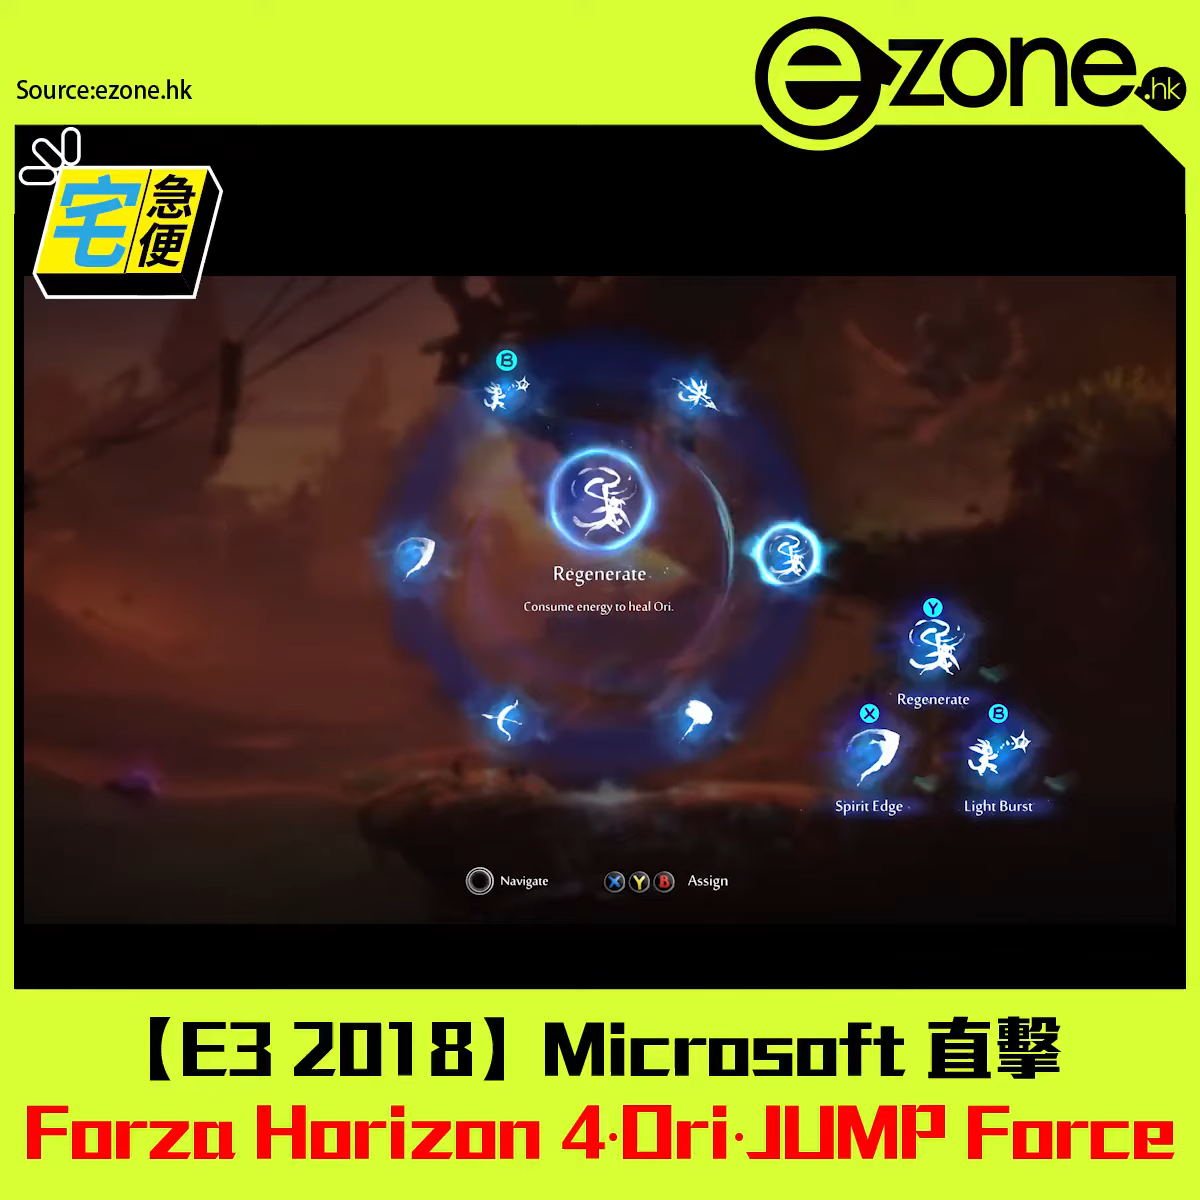 ezone.hk
Source:ezone.hk
宅急便
B
Regenerate
Consume energy to heal Ori.
Y
Regenerate
X
B
Spirit Edge
Light Burst
Navigate
X Y B Assign
【E3 2018】Microsoft 直擊
Forza Horizon 4·Ori·JUMP Force